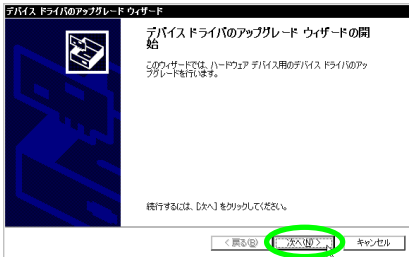 デバイス ドライバのアップグレード ウィザード
デバイス ドライバのアップグレード ウィザードの開
始
このウィザードでは、ハードウェア デバイス用のデバイス ドライバのアッ
プグレードを行います。
続行するには、[次へ] をクリックしてください。
< 戻る(B)
次へ(N) >
キャンセル